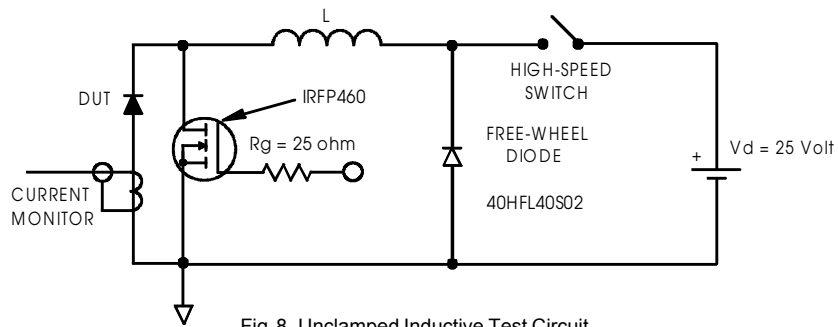 L
HIGH-SPEED
SWITCH
DUT
IRFP460
Rg = 25 ohm
FREE-WHEEL
DIODE
+
Vd = 25 Volt
40HFL40S02
CURRENT
MONITOR
Fig. 8 Unclamped Inductive Test Circuit